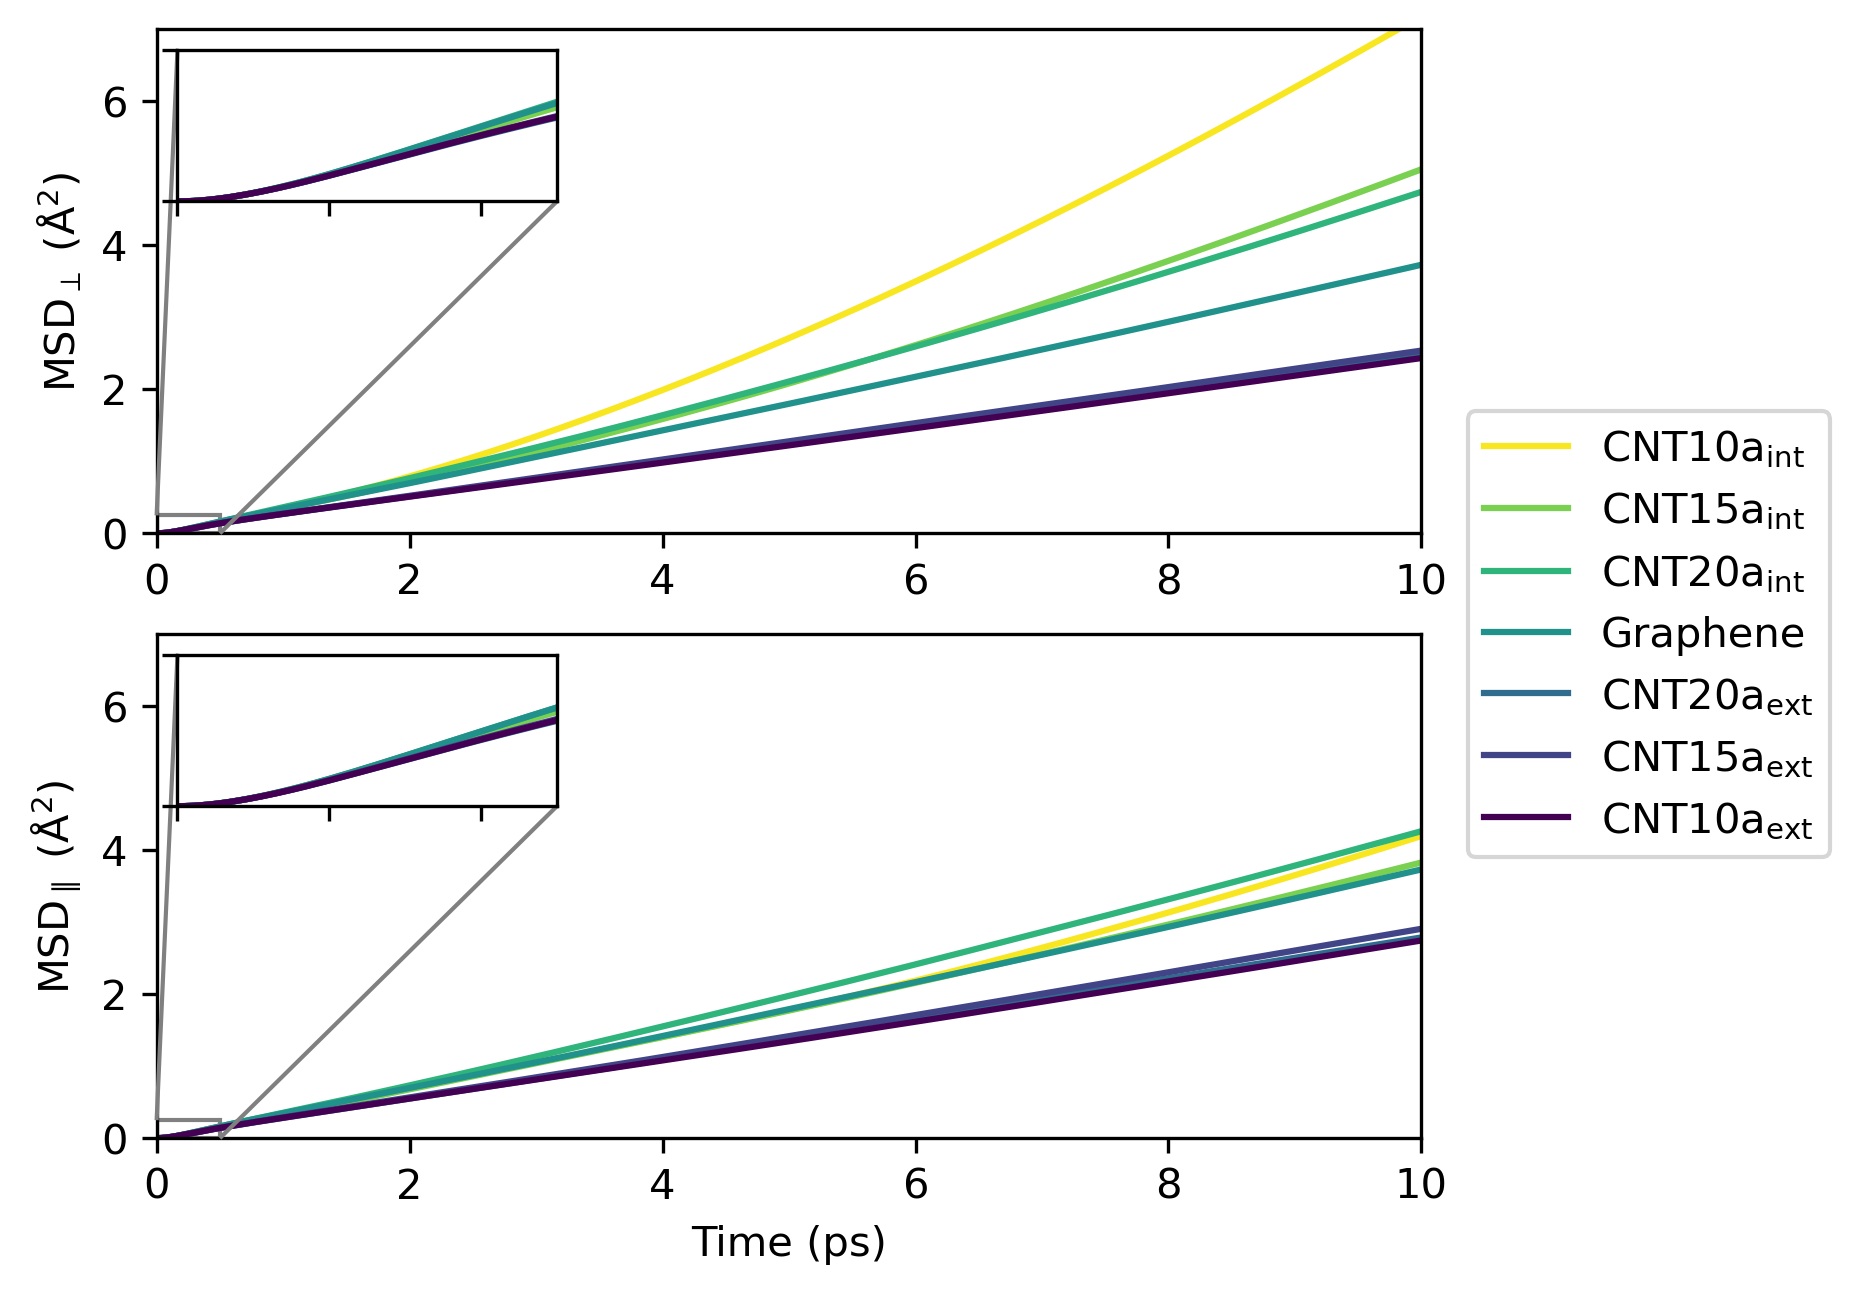 6
4
2
0
MSD⊥ (Å²)
0 2 4 6 8 10
6
4
2
0
MSD∥ (Å²)
0 2 4 6 8 10
Time (ps)
CNT10a_int
CNT15a_int
CNT20a_int
Graphene
CNT20a_ext
CNT15a_ext
CNT10a_ext